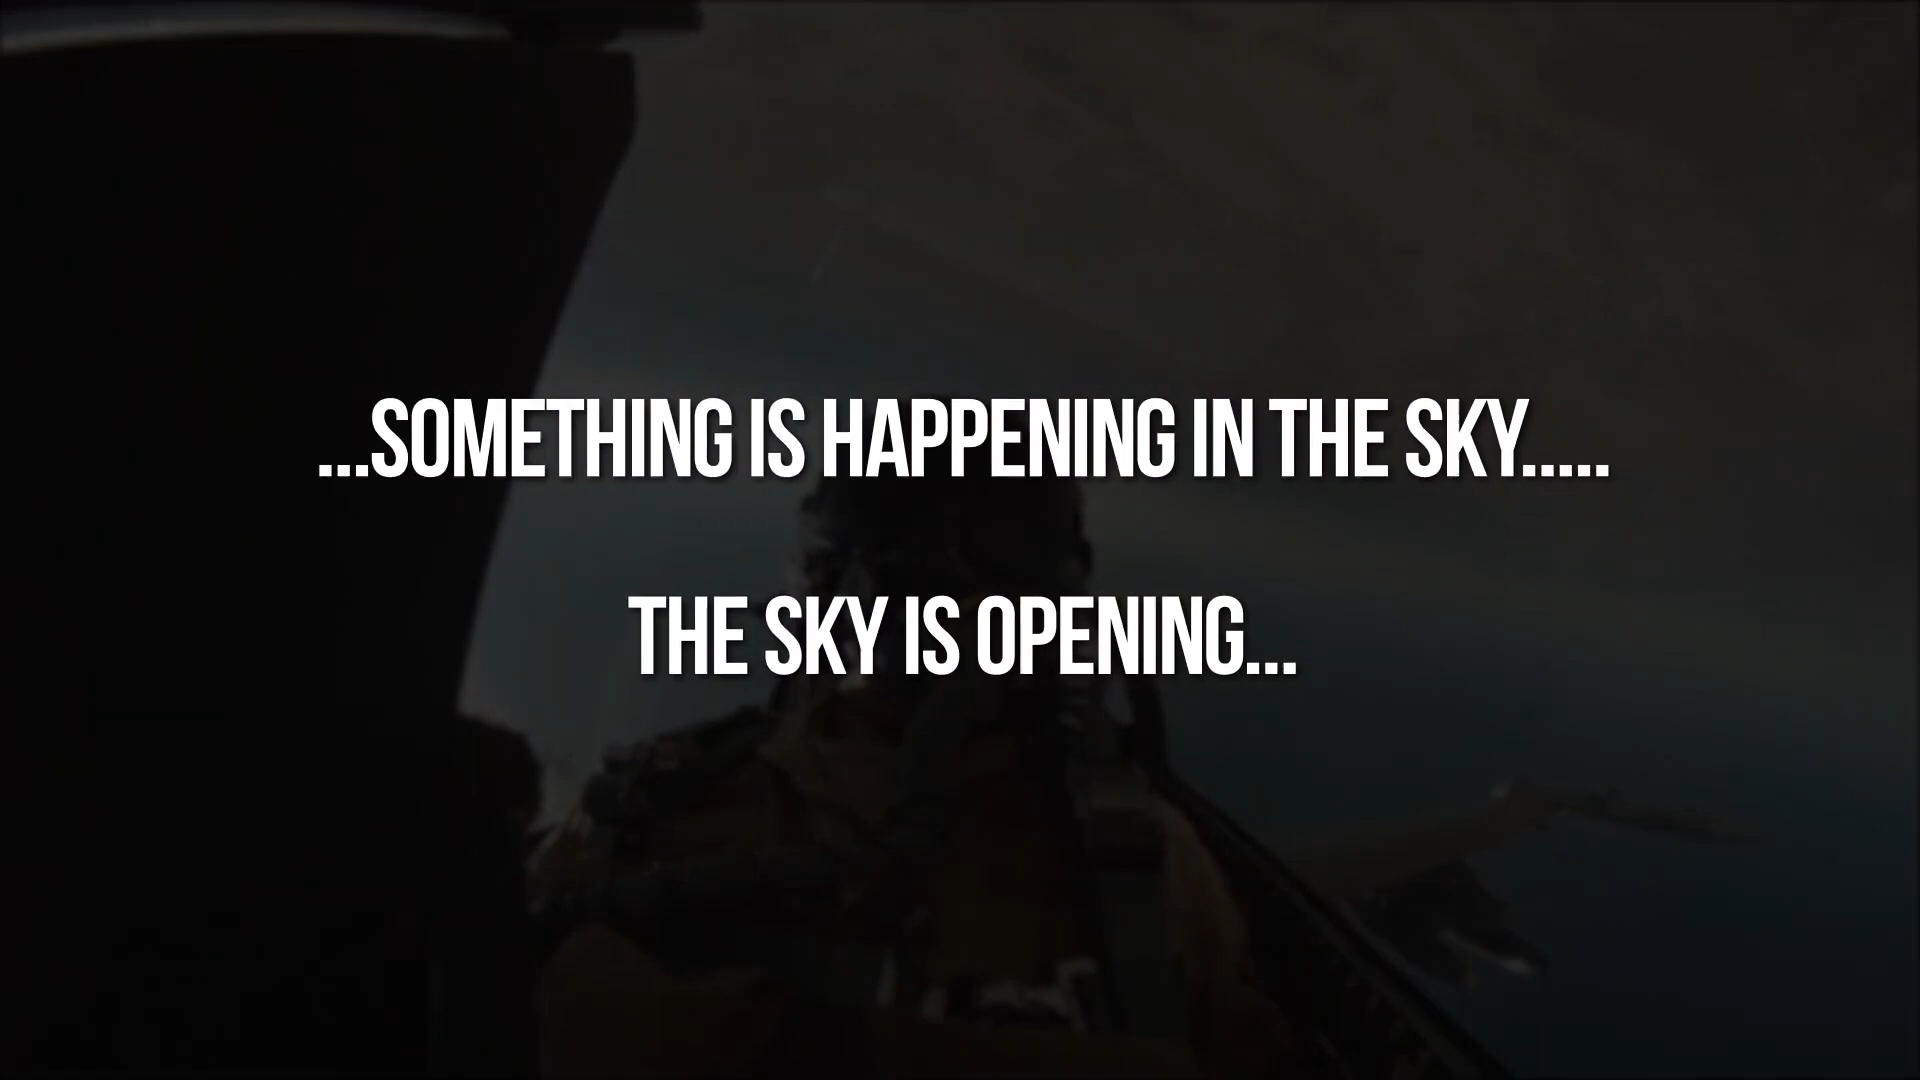 ...SOMETHING IS HAPPENING IN THE SKY.....
THE SKY IS OPENING...